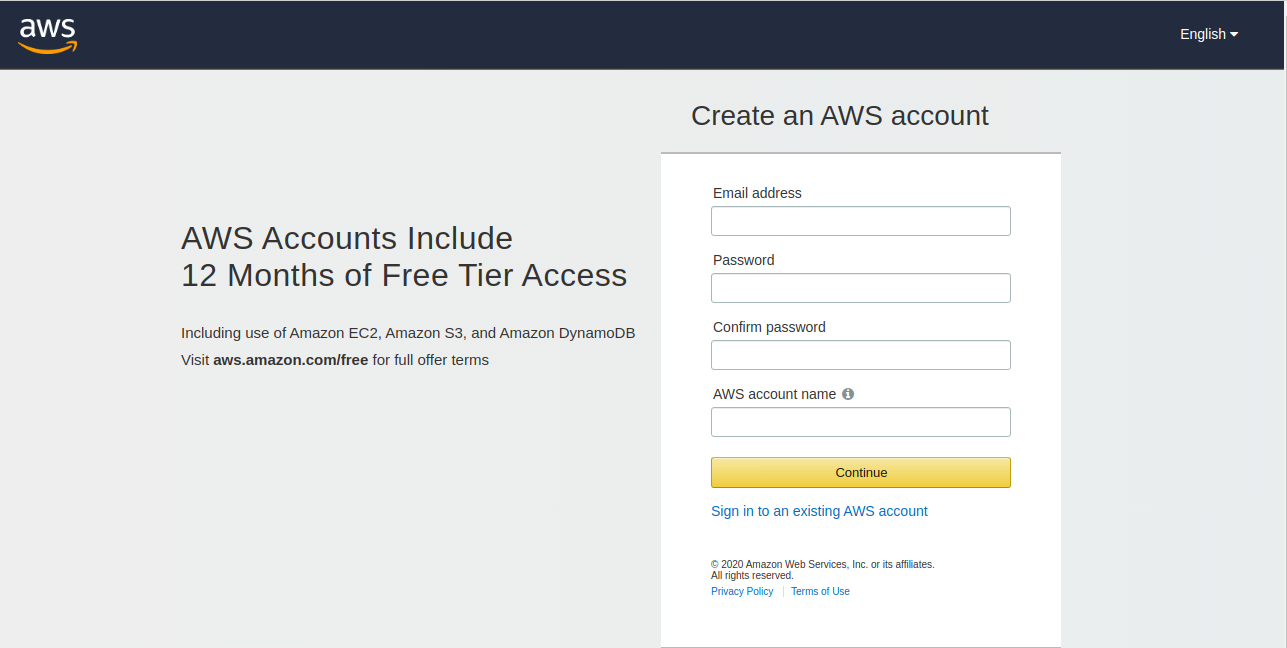 aws
English
Create an AWS account
AWS Accounts Include
12 Months of Free Tier Access
Including use of Amazon EC2, Amazon S3, and Amazon DynamoDB
Visit aws.amazon.com/free for full offer terms
Email address
Password
Confirm password
AWS account name
Continue
Sign in to an existing AWS account
© 2020 Amazon Web Services, Inc. or its affiliates.
All rights reserved.
Privacy Policy | Terms of Use